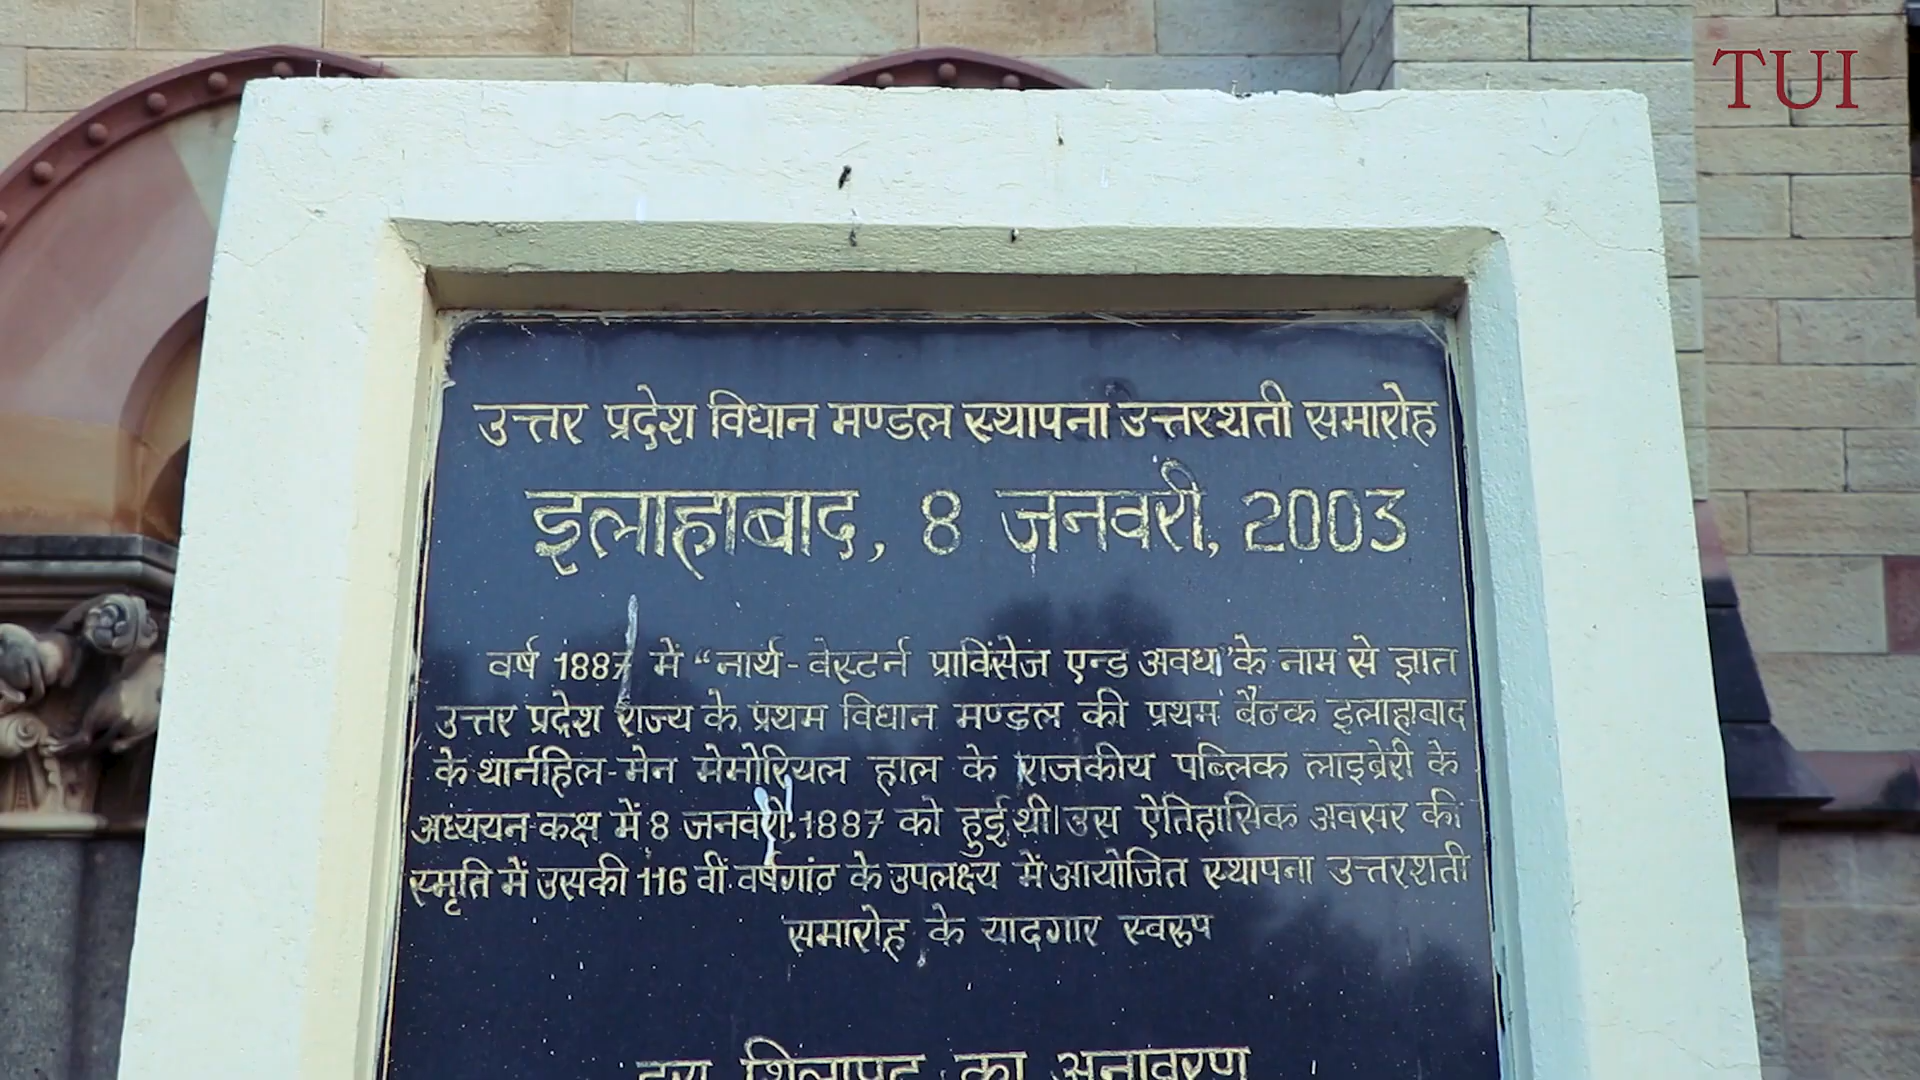 TUI
उत्तर प्रदेश विधान मण्डल स्थापना उत्तरशती समारोह
इलाहाबाद, 8 जनवरी, 2003
वर्ष 1887 में “नार्थ-वेस्टर्न प्राविंसेज एण्ड अवध” के नाम से ज्ञात
उत्तर प्रदेश राज्य के प्रथम विधान मण्डल की प्रथम बैठक इलाहाबाद
के थार्नहिल-मेन मेमोरियल हाल के राजकीय पब्लिक लाइब्रेरी के
अध्ययन-कक्ष में 8 जनवरी, 1887 को हुई थी। उस ऐतिहासिक अवसर की
स्मृति में उसकी 116 वीं वर्षगांठ के उपलक्ष्य में आयोजित स्थापना उत्तरशती
समारोह के यादगार स्वरूप
इस शिलापट का अनावरण